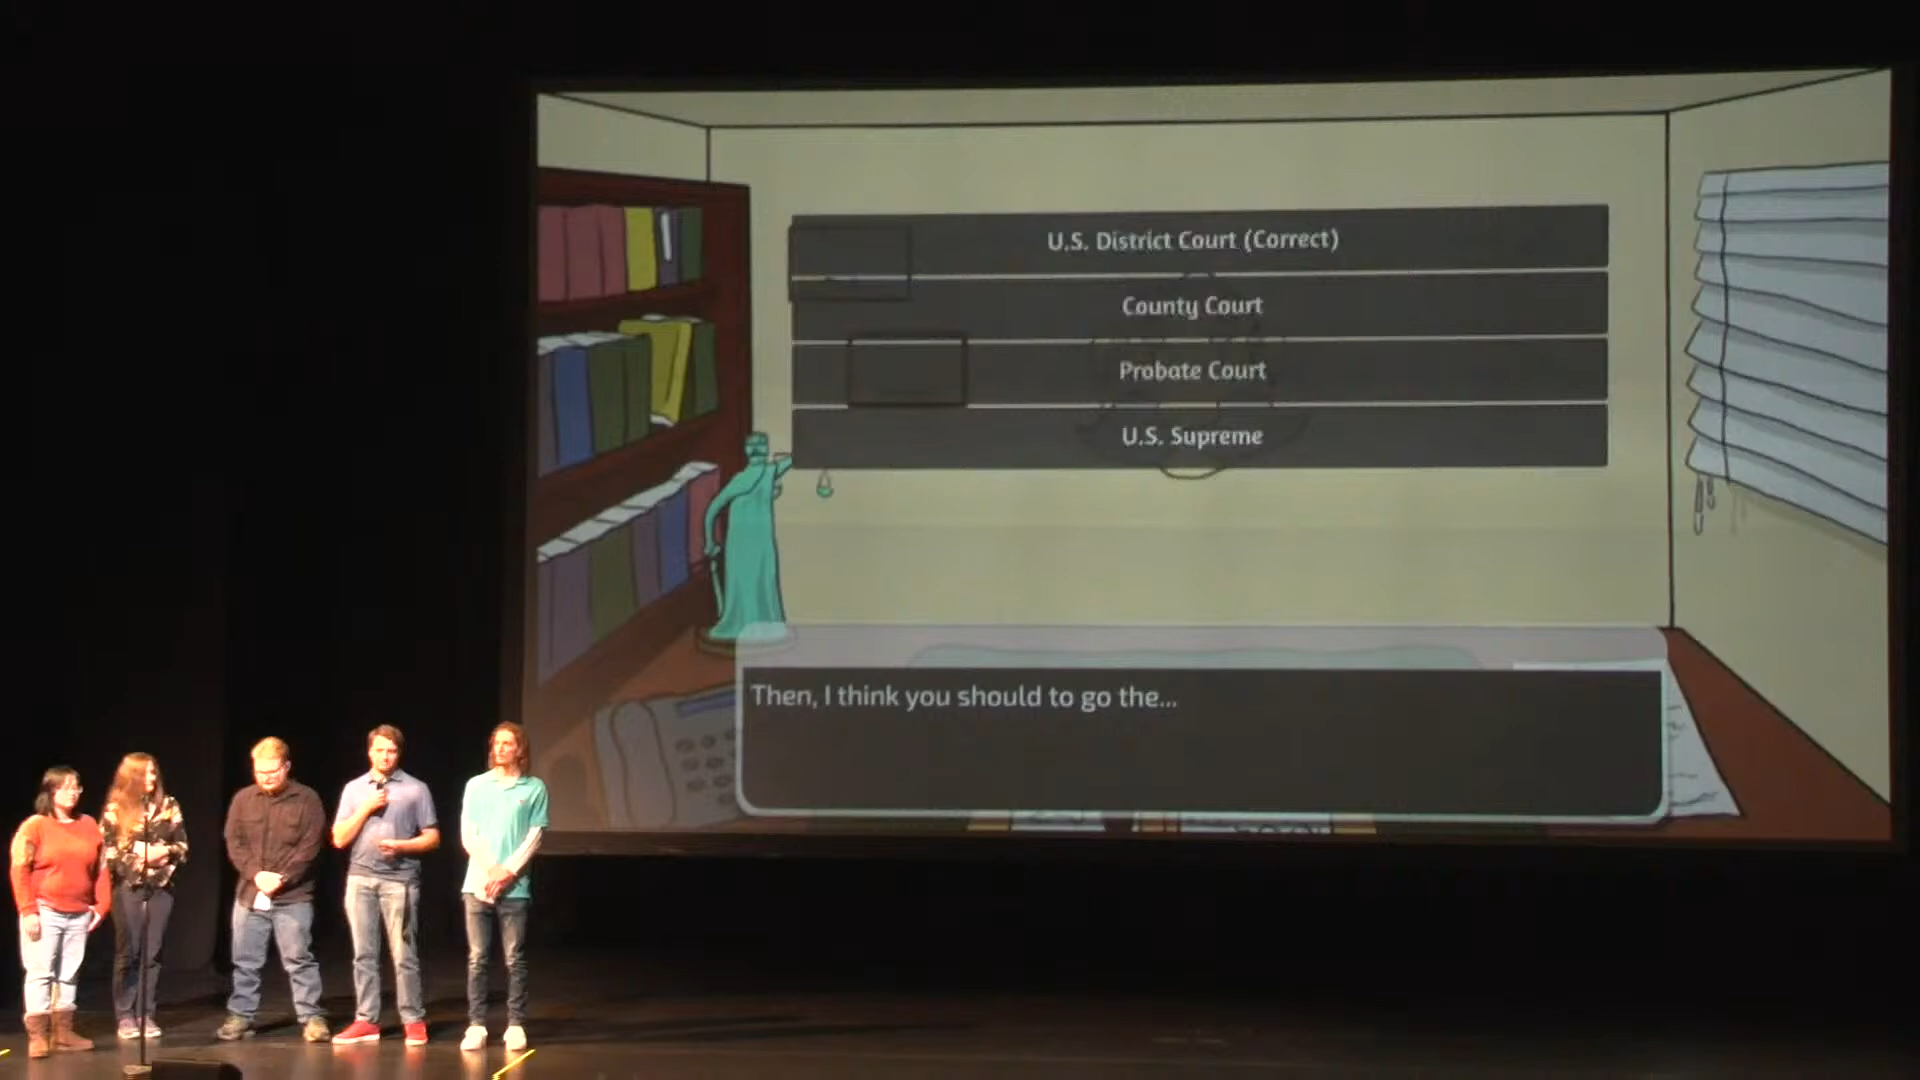 U.S. District Court (Correct)
County Court
Probate Court
U.S. Supreme
Then, I think you should to go the...